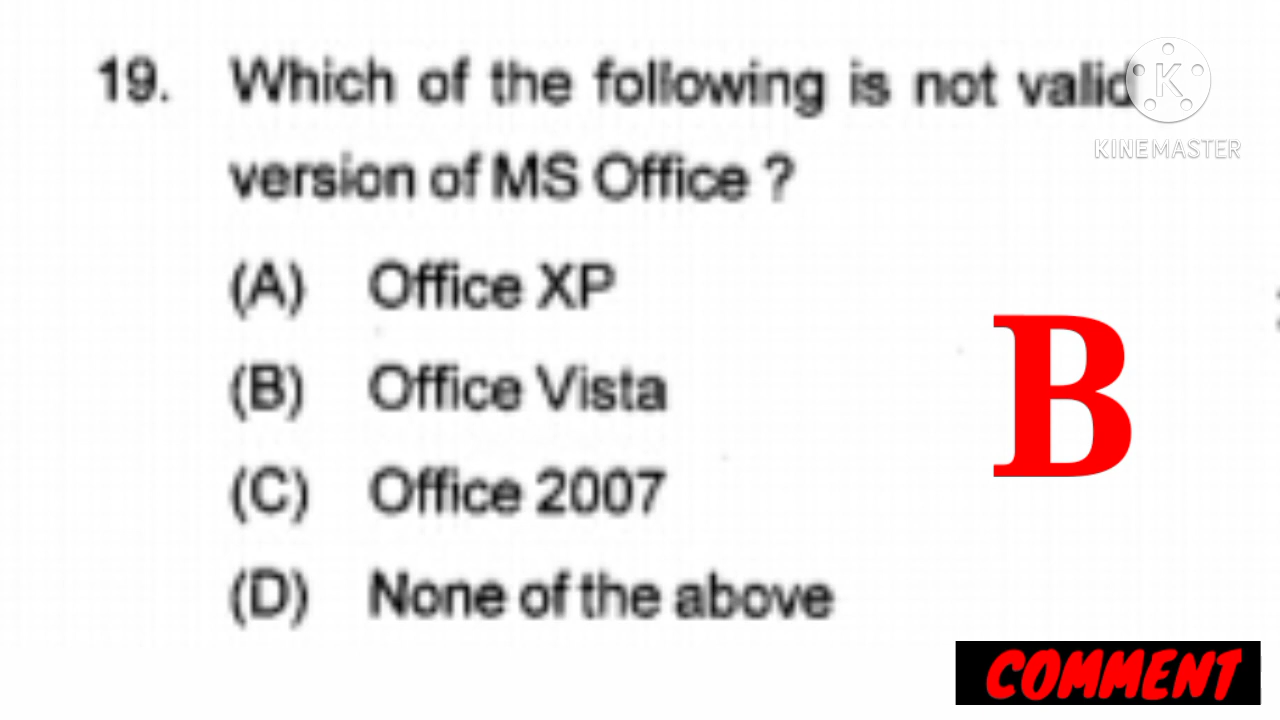 19. Which of the following is not valid
version of MS Office ?
(A) Office XP
(B) Office Vista
(C) Office 2007
(D) None of the above
B
K
KINEMASTER
COMMENT